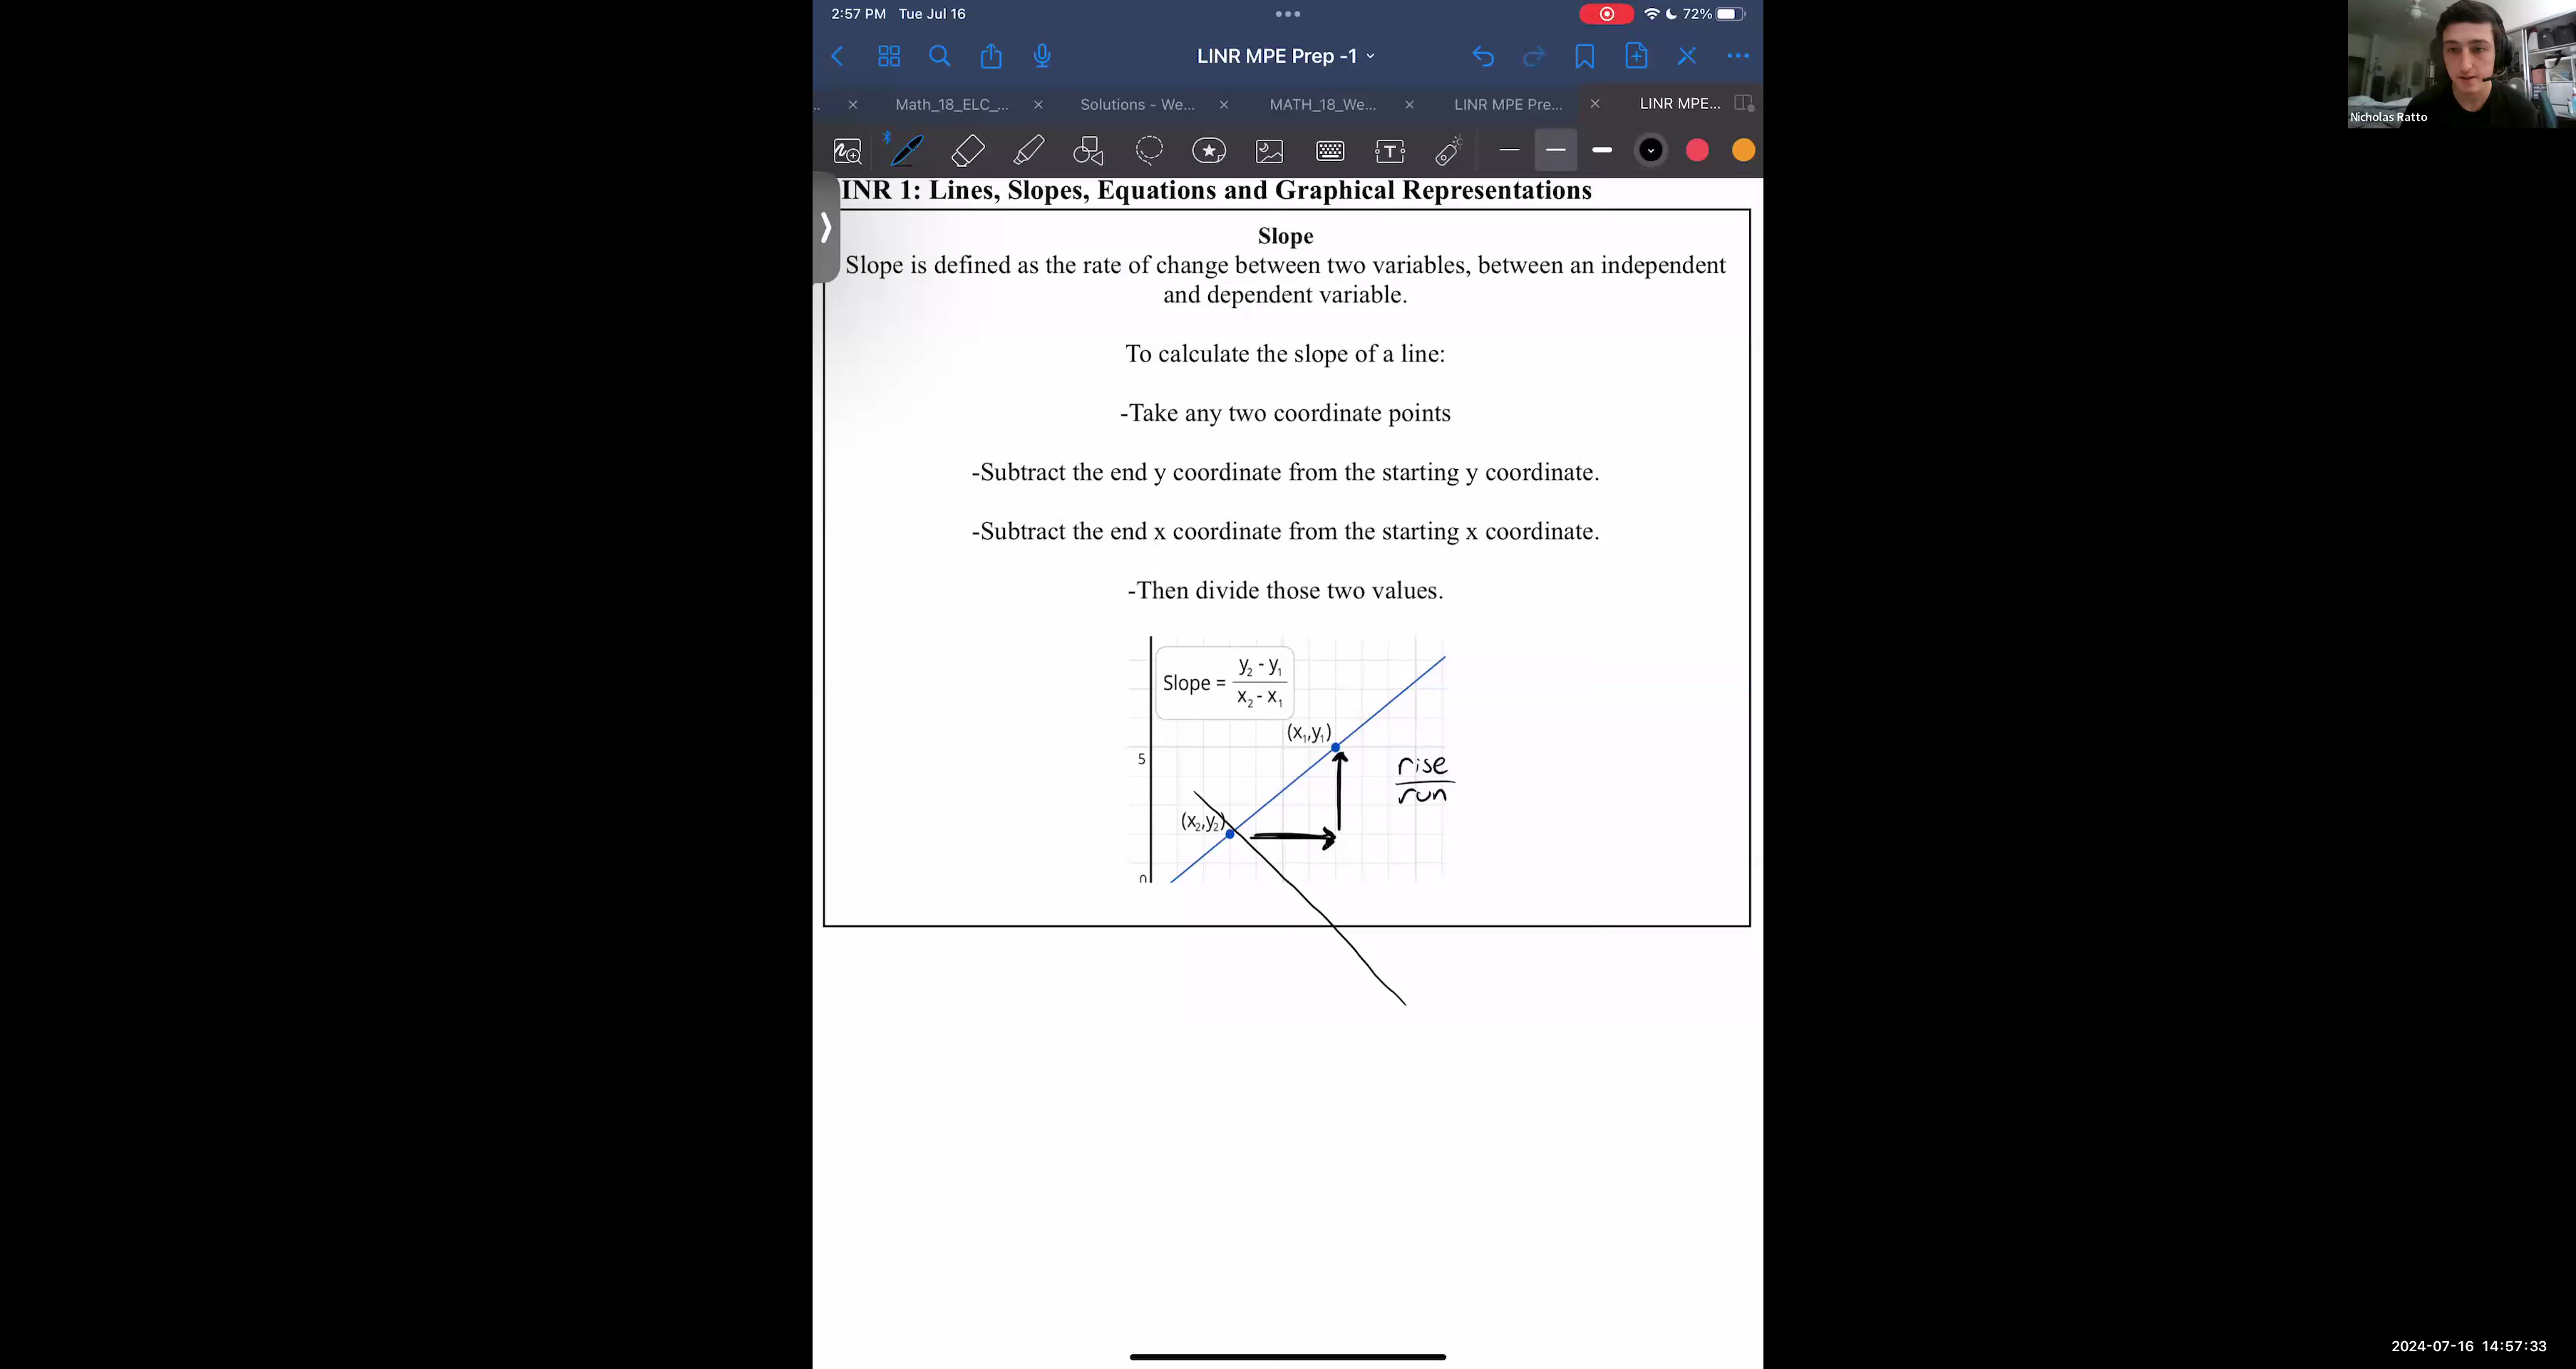 2:57 PM Tue Jul 16
72%
LINR MPE Prep -1
Math_18_ELC_...
Solutions - We...
MATH_18_We...
LINR MPE Pre...
LINR MPE...
INR 1: Lines, Slopes, Equations and Graphical Representations
Slope
Slope is defined as the rate of change between two variables, between an independent
and dependent variable.
To calculate the slope of a line:
-Take any two coordinate points
-Subtract the end y coordinate from the starting y coordinate.
-Subtract the end x coordinate from the starting x coordinate.
-Then divide those two values.
Slope = y₂ - y₁
x₂ - x₁
(x₁,y₁)
5
rise
run
(x₂,y₂)
0
Nicholas Ratto
2024-07-16 14:57:33